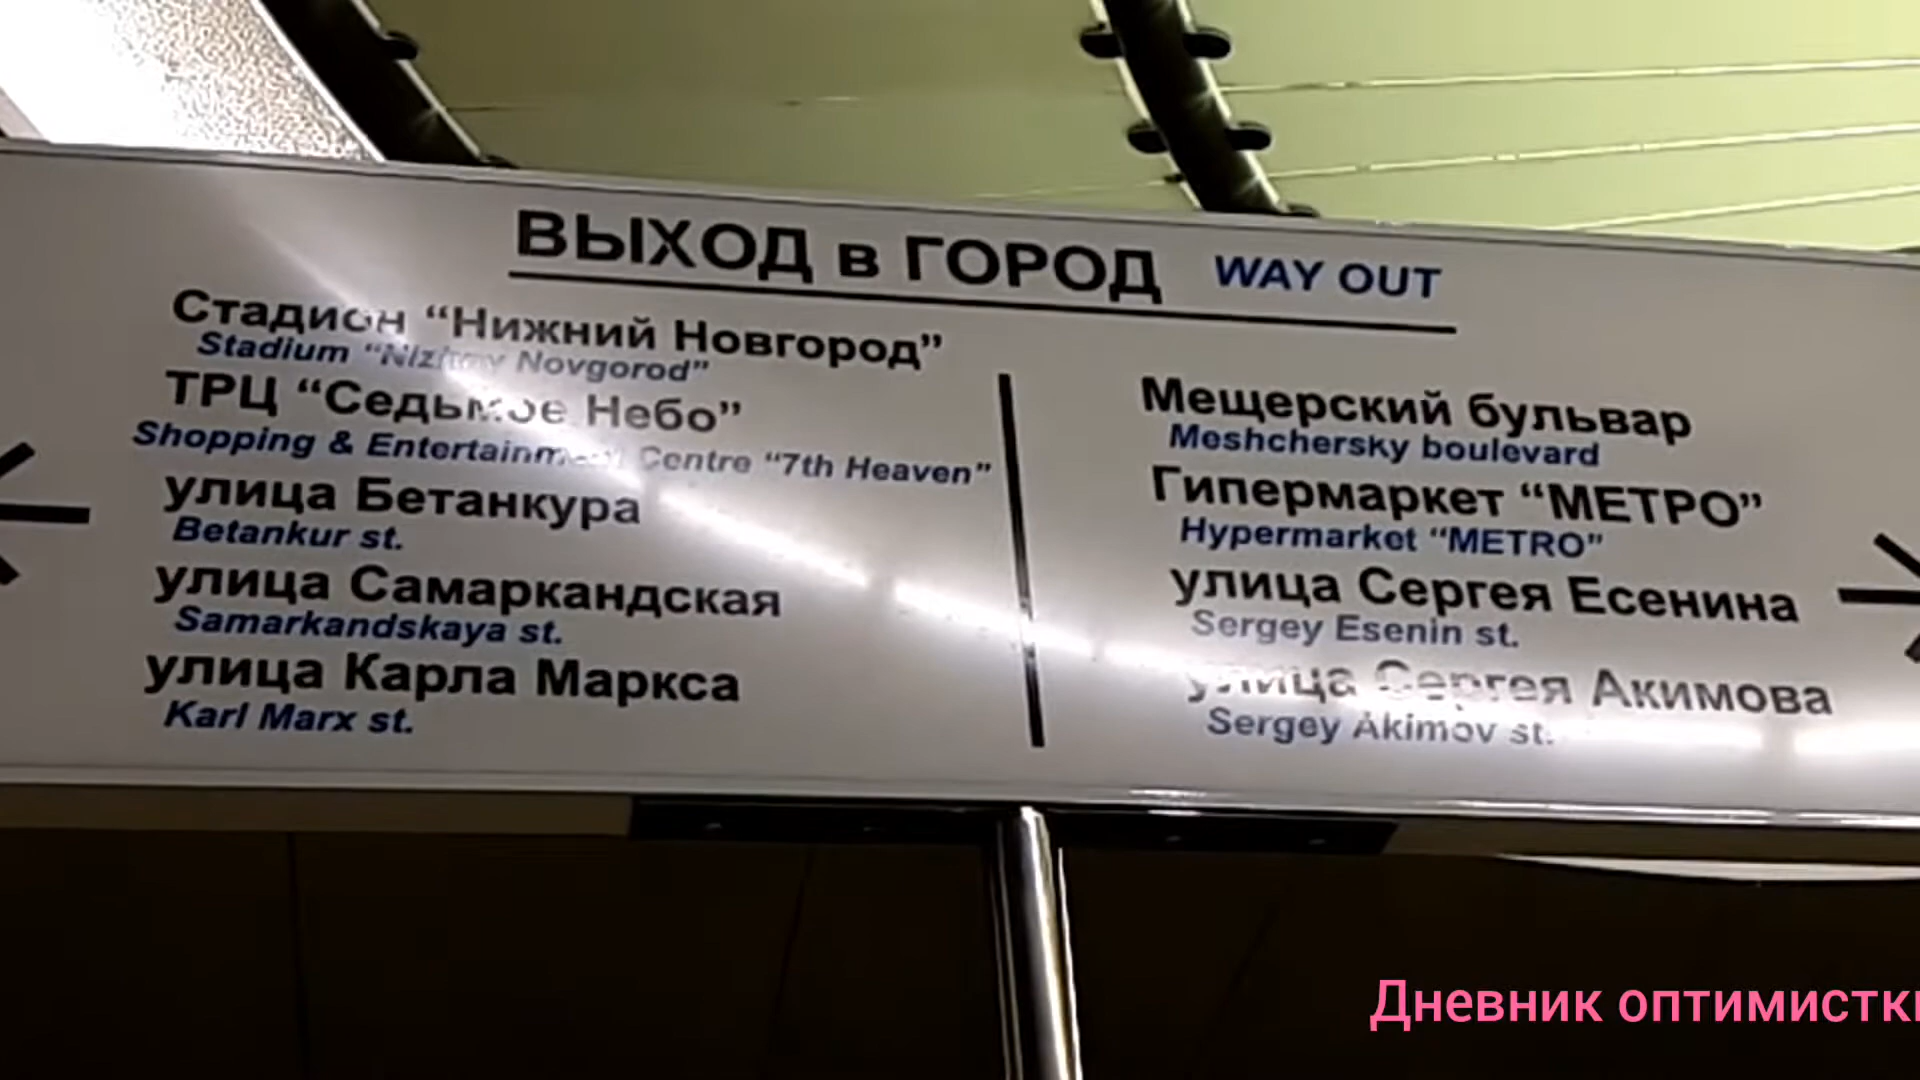 ВЫХОД в ГОРОД WAY OUT
Стадион “Нижний Новгород”
Stadium “Nizhny Novgorod”
ТРЦ “Седьмое Небо”
Shopping & Entertainment Centre “7th Heaven”
улица Бетанкура
Betankur st.
улица Самаркандская
Samarkandskaya st.
улица Карла Маркса
Karl Marx st.
Мещерский бульвар
Meshchersky boulevard
Гипермаркет “МЕТРО”
Hypermarket “METRO”
улица Сергея Есенина
Sergey Esenin st.
улица Сергея Акимова
Sergey Akimov st.
Дневник оптимистки